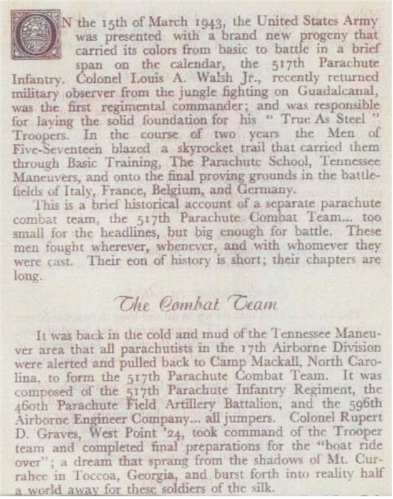 ON the 15th of March 1943, the United States Army
was presented with a brand new progeny that
carried its colors from basic to battle in a brief
span on the calendar, the 517th Parachute
Infantry. Colonel Louis A. Walsh Jr., recently returned
military observer from the jungle fighting on Guadalcanal,
was the first regimental commander; and was responsible
for laying the solid foundation for his " True As Steel "
Troopers. In the course of two years the Men of
Five-Seventeen blazed a skyrocket trail that carried them
through Basic Training, The Parachute School, Tennessee
Maneuvers, and onto the final proving grounds in the battle-
fields of Italy, France, Belgium, and Germany.
This is a brief historical account of a separate parachute
combat team, the 517th Parachute Combat Team... too
small for the headlines, but big enough for battle. These
men fought wherever, whenever, and with whomever they
were cast. Their eon of history is short; their chapters are
long.
The Combat Team
It was back in the cold and mud of the Tennessee Maneu-
ver area that all parachutists in the 17th Airborne Division
were alerted and pulled back to Camp Mackall, North Caro-
lina, to form the 517th Parachute Combat Team. It was
composed of the 517th Parachute Infantry Regiment, the
460th Parachute Field Artillery Battalion, and the 596th
Airborne Engineer Company... all jumpers. Colonel Rupert
D. Graves, West Point '24, took command of the Trooper
team and completed final preparations for the "boat ride
over"; a dream that sprang from the shadows of Mt. Cur-
rahee in Toccoa, Georgia, and burst forth into reality half
a world away for these soldiers of the silk.